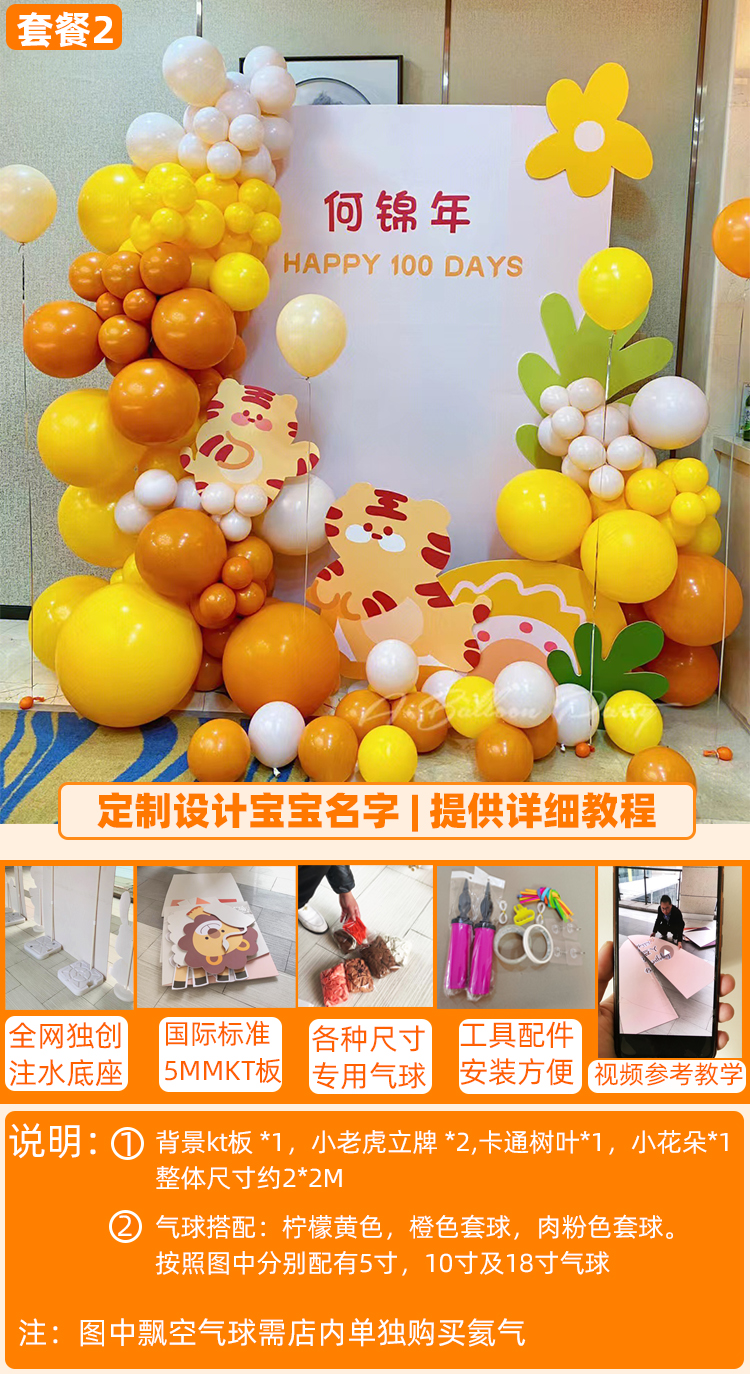 套餐2
何锦年
HAPPY 100 DAYS
Balloon Party
定制设计宝宝名字 | 提供详细教程
全网独创
注水底座
国际标准
5MMKT板
各种尺寸
专用气球
工具配件
安装方便
视频参考教学
说明：① 背景kt板 *1，小老虎立牌 *2,卡通树叶*1，小花朵*1
整体尺寸约2*2M
② 气球搭配：柠檬黄色，橙色套球，肉粉色套球。
按照图中分别配有5寸，10寸及18寸气球
注：图中飘空气球需店内单独购买氦气